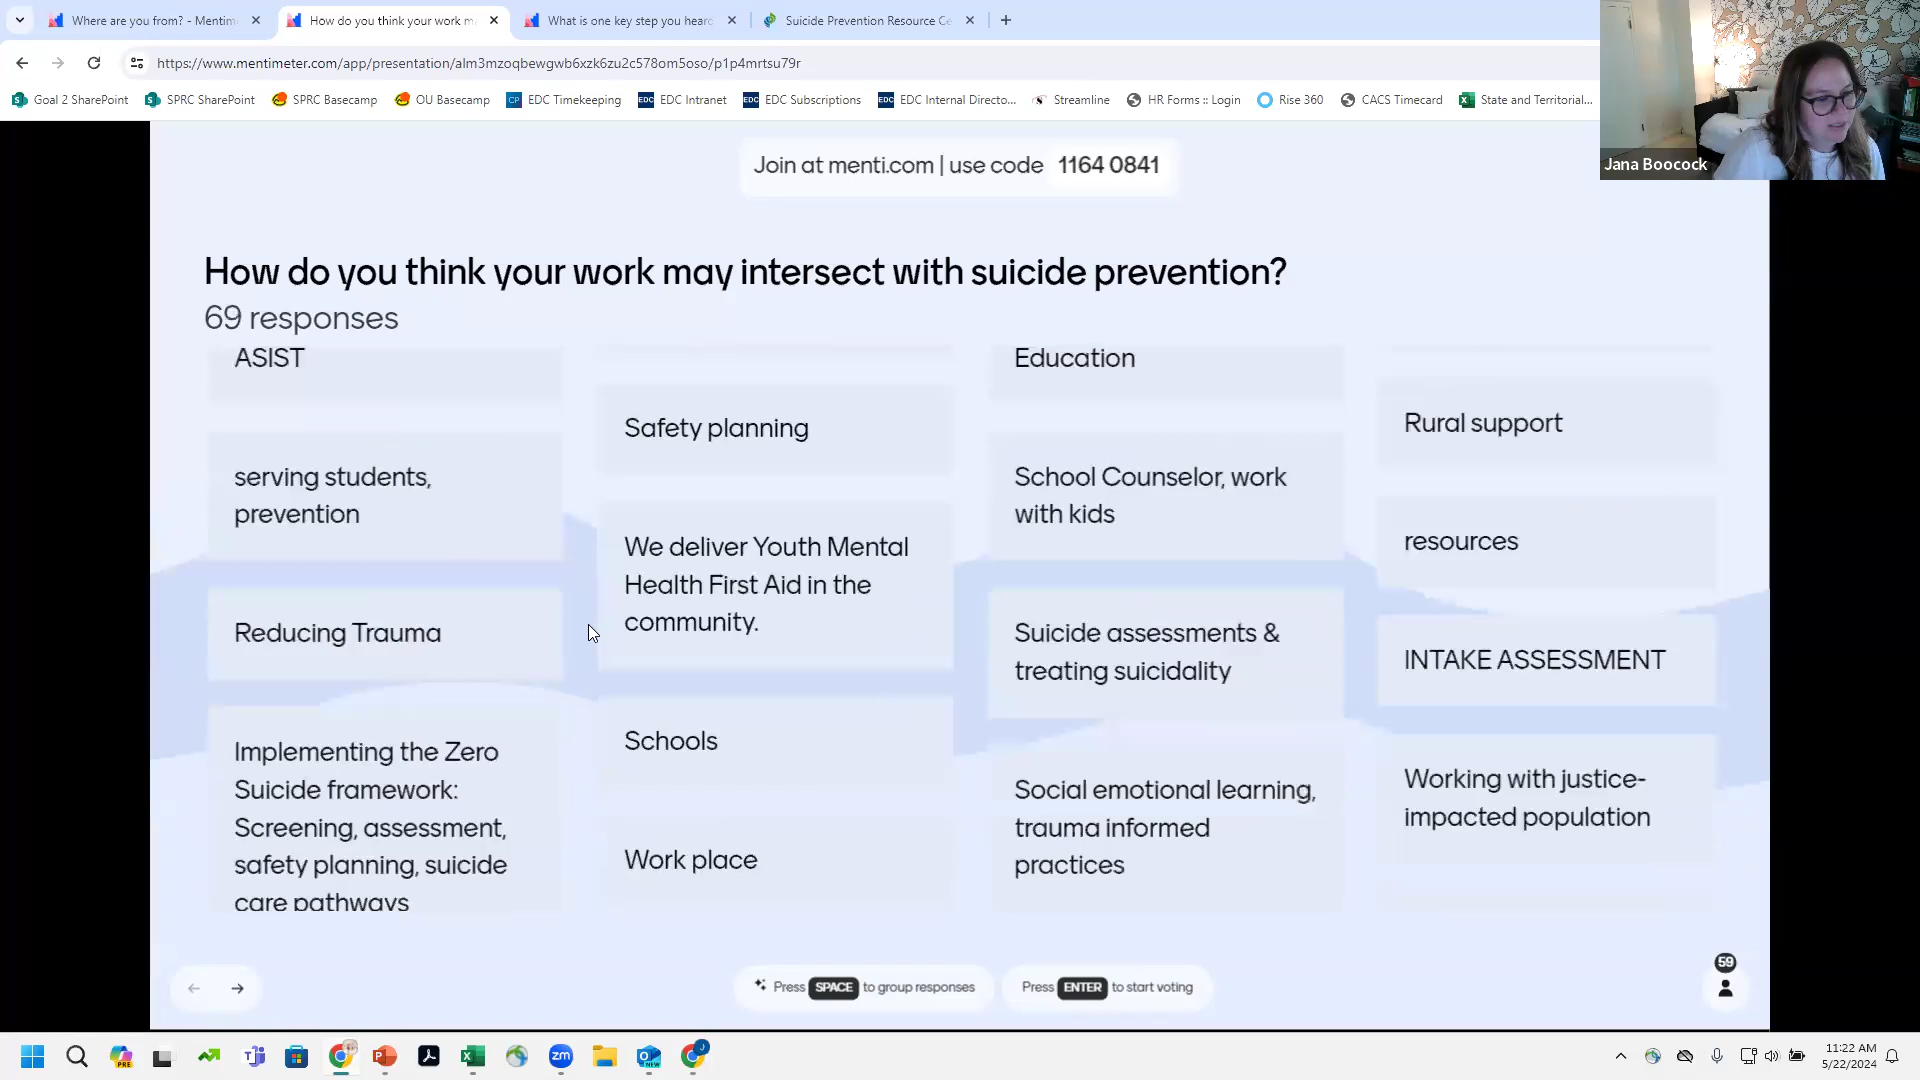 Where are you from? - Mentim
How do you think your work m
What is one key step you heard
Suicide Prevention Resource Ce
https://www.mentimeter.com/app/presentation/alm3mzoqbewgwb6xzk6zu2c578om5oso/p1p4mrtsu79r
Goal 2 SharePoint
SPRC SharePoint
SPRC Basecamp
OU Basecamp
EDC Timekeeping
EDC Intranet
EDC Subscriptions
EDC Internal Directo...
Streamline
HR Forms :: Login
Rise 360
CACS Timecard
State and Territorial...
Jana Boocock
Join at menti.com | use code 1164 0841
How do you think your work may intersect with suicide prevention?
69 responses
ASIST
serving students,
prevention
Reducing Trauma
Implementing the Zero
Suicide framework:
Screening, assessment,
safety planning, suicide
care pathways
Safety planning
We deliver Youth Mental
Health First Aid in the
community.
Schools
Work place
Education
School Counselor, work
with kids
Suicide assessments &
treating suicidality
Social emotional learning,
trauma informed
practices
Rural support
resources
INTAKE ASSESSMENT
Working with justice-
impacted population
Press SPACE to group responses
Press ENTER to start voting
59
11:22 AM
5/22/2024